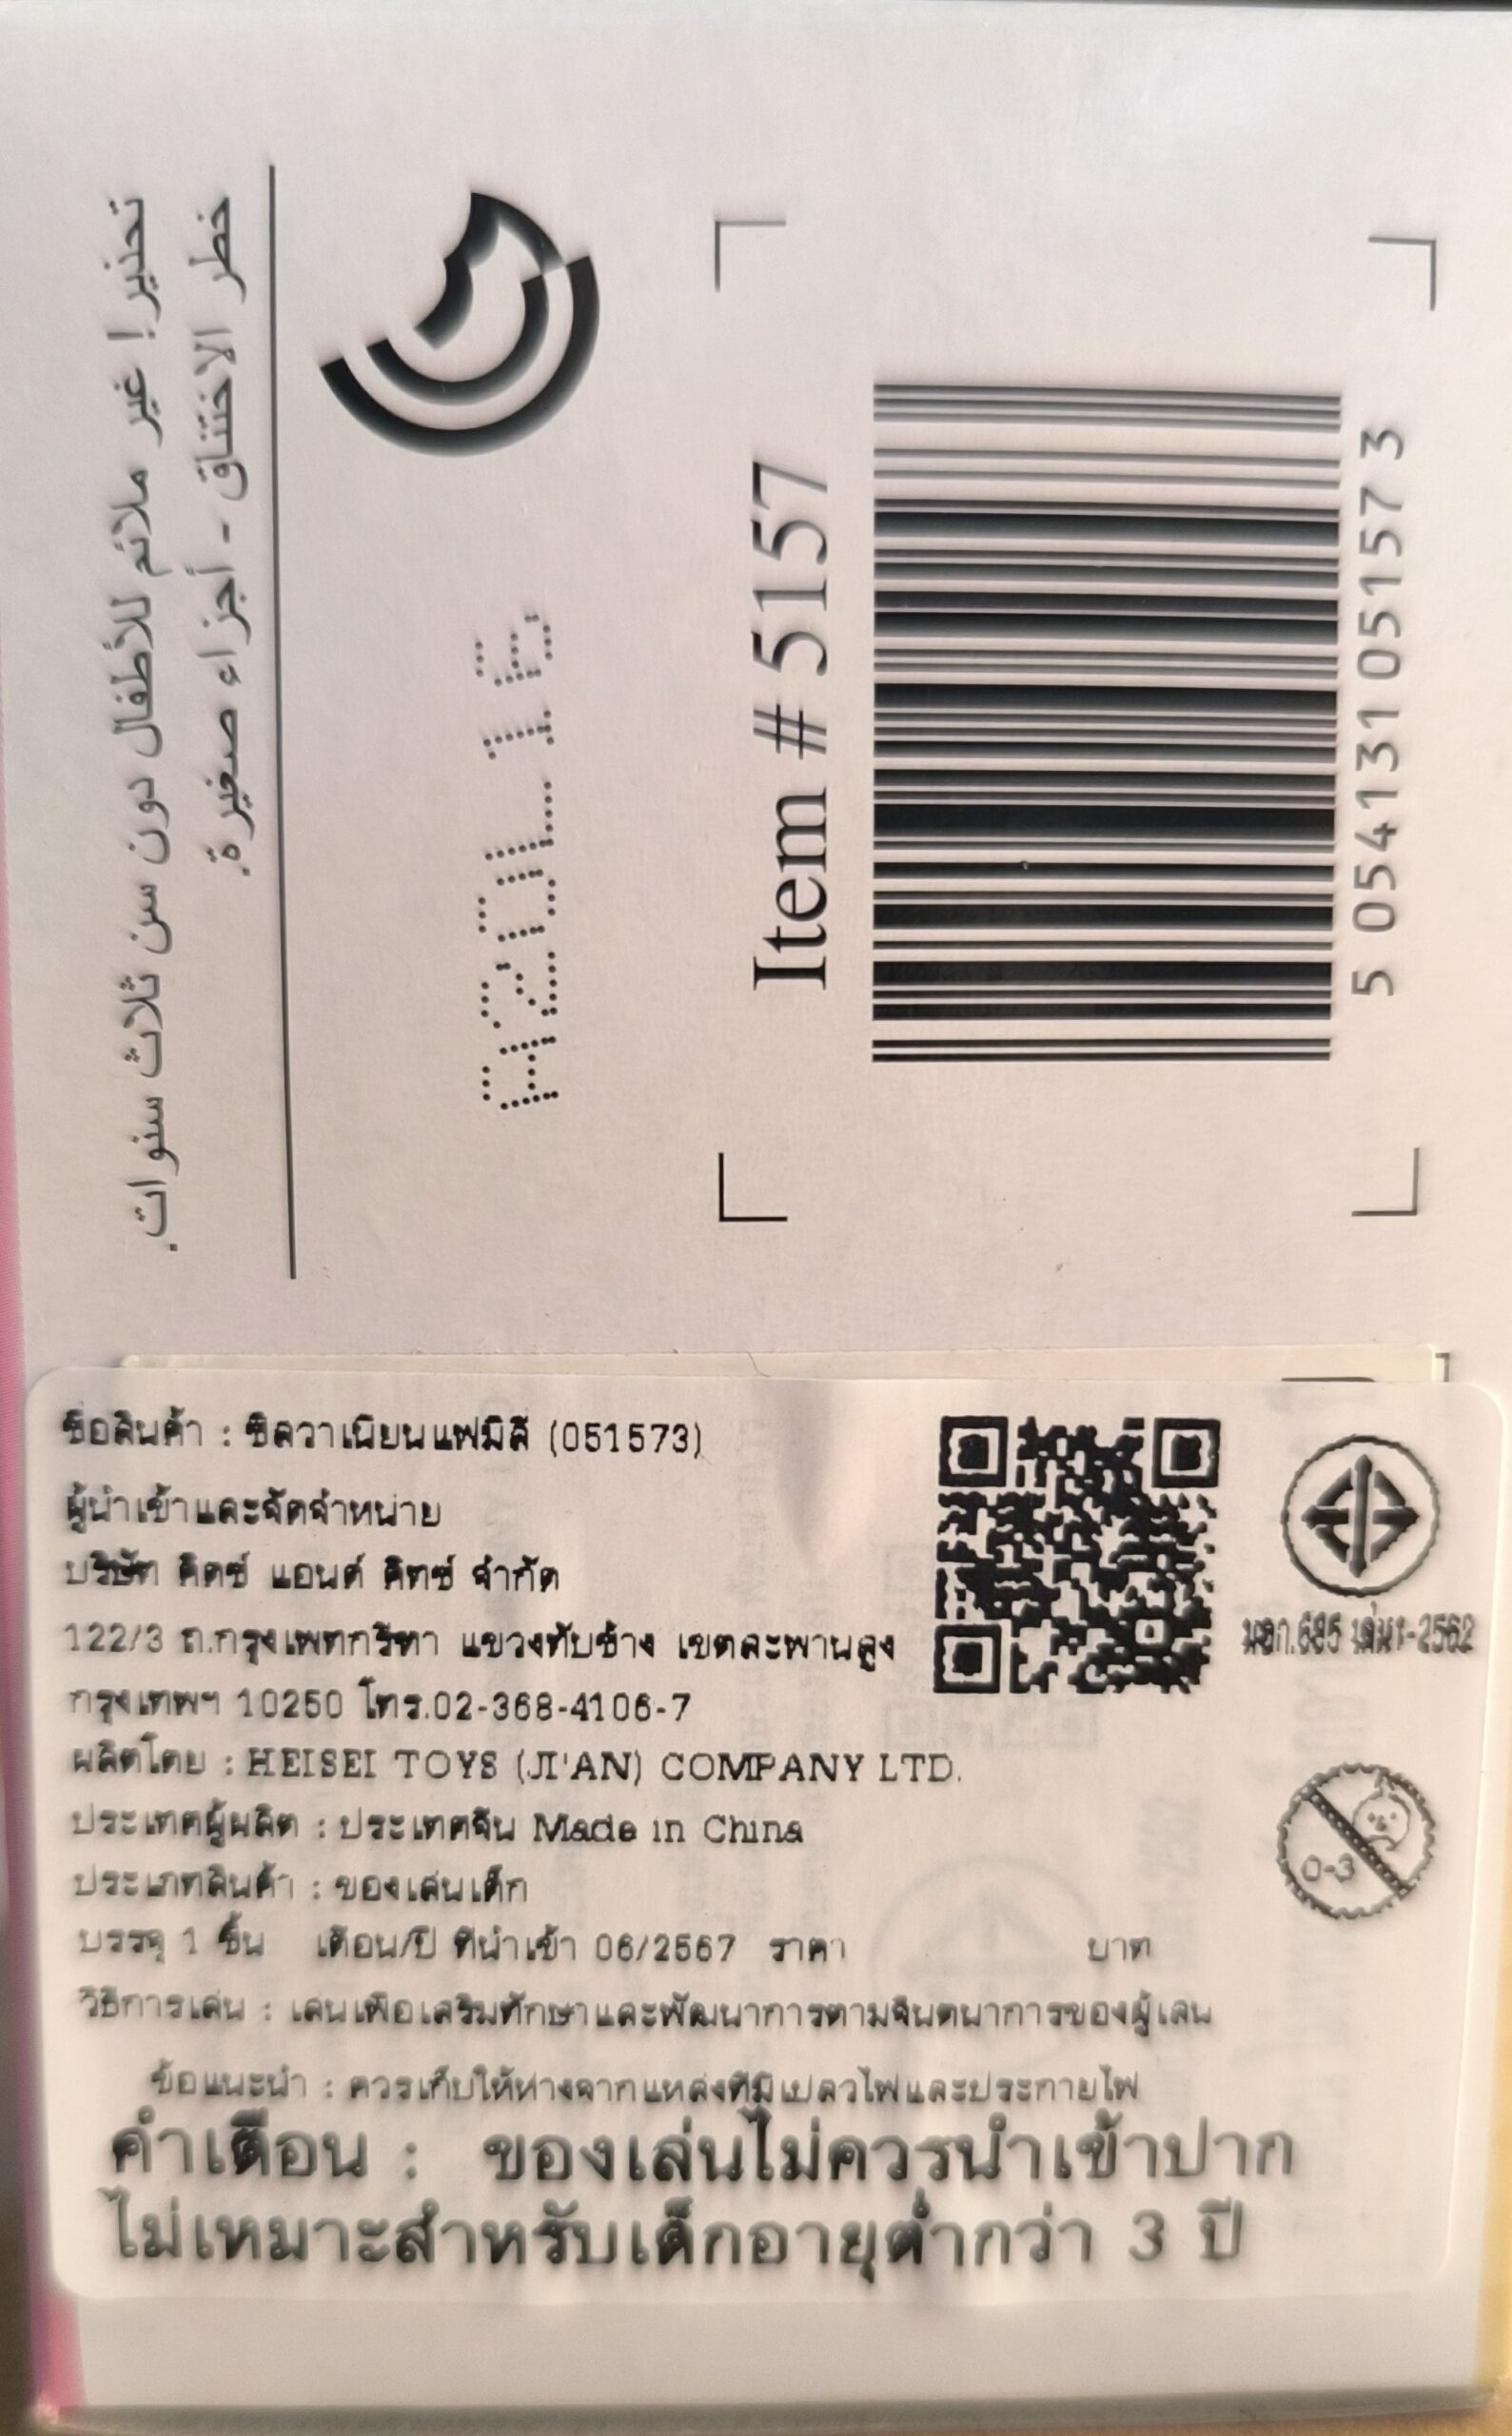 تحذير! غير ملائم للأطفال دون سن ثلاث سنوات.
خطر الاختناق - أجزاء صغيرة.
A20L 16
Item # 5157
5 054131 051573
ชื่อสินค้า : ซิลวาเนียนแฟมิลี่ (051573)
ผู้นำเข้าและจัดจำหน่าย
บริษัท คิดซ์ แอนด์ คิทซ์ จำกัด
122/3 ถ.กรุงเทพกรีฑา แขวงทับช้าง เขตสะพานสูง
กรุงเทพฯ 10250 โทร.02-368-4106-7
ผลิตโดย : HEISEI TOYS (JI'AN) COMPANY LTD.
ประเทศผู้ผลิต : ประเทศจีน Made in China
ประเภทสินค้า : ของเล่นเด็ก
บรรจุ 1 ชิ้น เดือน/ปี ที่นำเข้า 06/2567 ราคา บาท
วิธีการเล่น : เล่นเพื่อเสริมทักษะและพัฒนาการตามจินตนาการของผู้เล่น
ข้อแนะนำ : ควรเก็บให้ห่างจากแหล่งที่มีเปลวไฟและประกายไฟ
คำเตือน : ของเล่นไม่ควรนำเข้าปาก
ไม่เหมาะสำหรับเด็กอายุต่ำกว่า 3 ปี
มอก.685 เล่ม1-2562
0-3